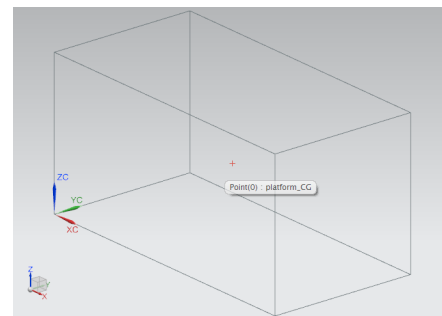 ZC
YC
XC
Point(0) : platform_CG
Z
X